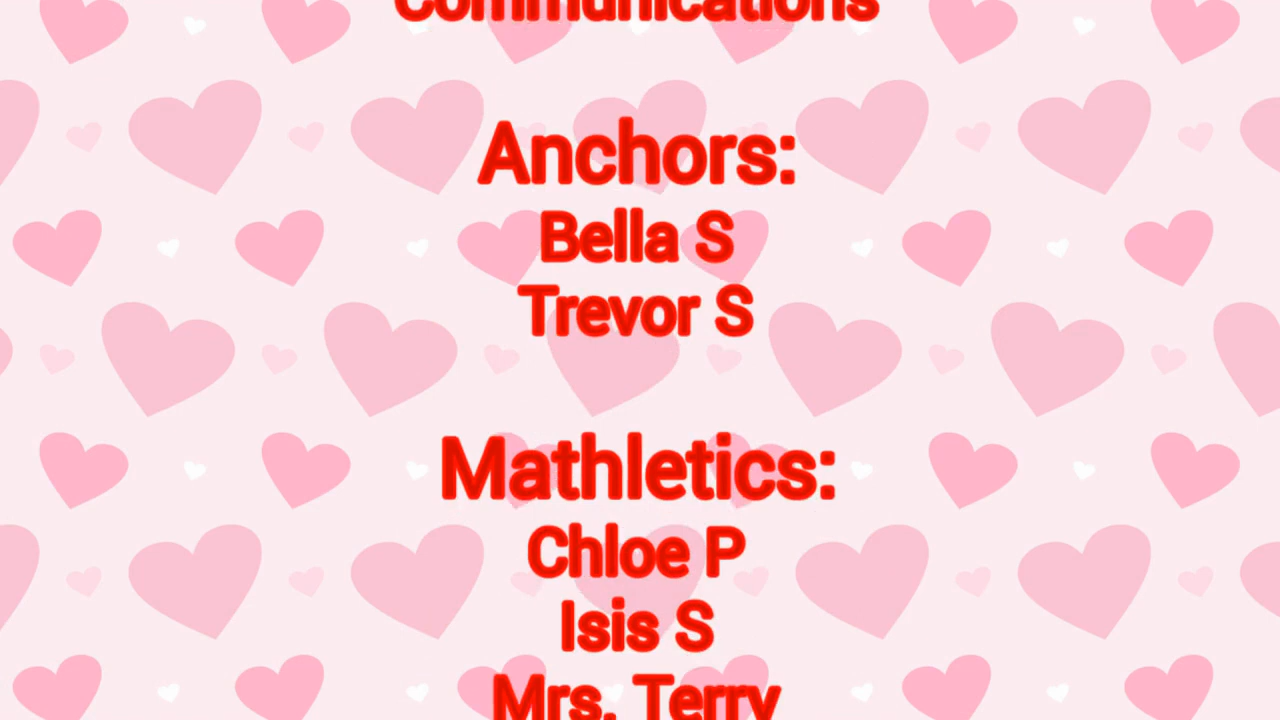 Communications
Anchors:
Bella S
Trevor S
Mathletics:
Chloe P
Isis S
Mrs. Terry